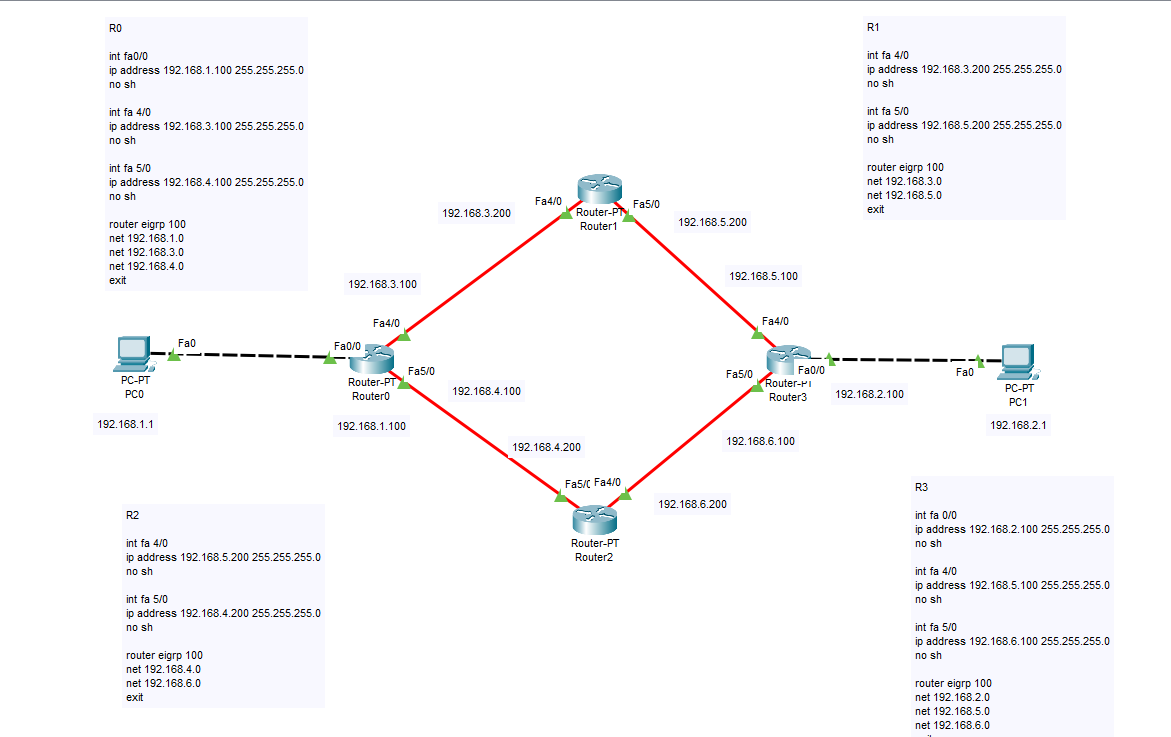 R0
int fa0/0
ip address 192.168.1.100 255.255.255.0
no sh
int fa 4/0
ip address 192.168.3.100 255.255.255.0
no sh
int fa 5/0
ip address 192.168.4.100 255.255.255.0
no sh
router eigrp 100
net 192.168.1.0
net 192.168.3.0
net 192.168.4.0
exit
R1
int fa 4/0
ip address 192.168.3.200 255.255.255.0
no sh
int fa 5/0
ip address 192.168.5.200 255.255.255.0
no sh
router eigrp 100
net 192.168.3.0
net 192.168.5.0
exit
Fa4/0
Fa5/0
192.168.3.200
Router-PT
Router1
192.168.5.200
192.168.5.100
192.168.3.100
Fa4/0
Fa4/0
Fa0
Fa0/0
PC-PT
PC0
192.168.1.1
Router-PT
Router0
Fa5/0
192.168.1.100
192.168.4.100
Fa5/0
Fa0/0
Router-PT
Router3
192.168.2.100
Fa0
PC-PT
PC1
192.168.2.1
192.168.4.200
192.168.6.100
Fa5/0
Fa4/0
192.168.6.200
Router-PT
Router2
R2
int fa 4/0
ip address 192.168.5.200 255.255.255.0
no sh
int fa 5/0
ip address 192.168.4.200 255.255.255.0
no sh
router eigrp 100
net 192.168.4.0
net 192.168.6.0
exit
R3
int fa 0/0
ip address 192.168.2.100 255.255.255.0
no sh
int fa 4/0
ip address 192.168.5.100 255.255.255.0
no sh
int fa 5/0
ip address 192.168.6.100 255.255.255.0
no sh
router eigrp 100
net 192.168.2.0
net 192.168.5.0
net 192.168.6.0